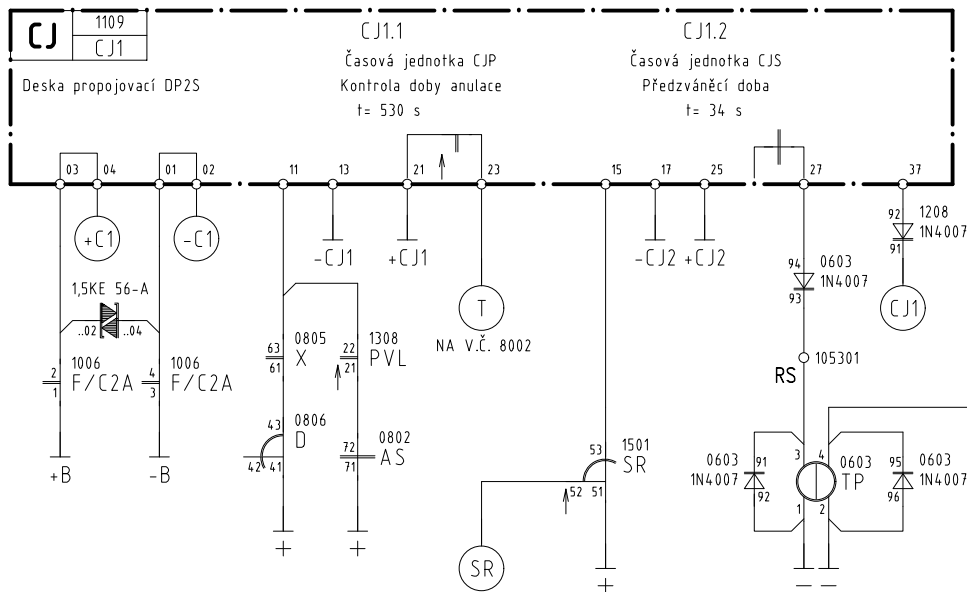 CJ
1109
CJ1
Deska propojovací DP2S
CJ1.1
Časová jednotka CJP
Kontrola doby anulace
t= 530 s
CJ1.2
Časová jednotka CJS
Předzváněcí doba
t= 34 s
03 04 01 02 11 13 21 23 15 17 25 27 37
+C1
-C1
-CJ1
+CJ1
-CJ2 +CJ2
92 1208
1N4007
91
CJ1
94 0603
1N4007
93
T
NA V.Č. 8002
1,5KE 56-A
..02 ..04
2 1006
F/C2A
1
4 1006
F/C2A
3
63 0805
X
61
22 1308
PVL
21
105301
RS
43 0806
D
42 41
72 0802
AS
71
53 1501
SR
52 51
0603 91
1N4007 92
3 4
0603
TP
1 2
95 0603
1N4007
96
+B
-B
+
+
SR
+
−
−